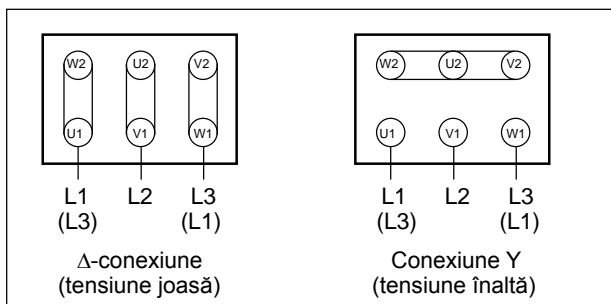 W2 U2 V2
U1 V1 W1
L1 L2 L3
(L3) (L1)
∆-conexiune
(tensiune joasă)
W2 U2 V2
U1 V1 W1
L1 L2 L3
(L3) (L1)
Conexiune Y
(tensiune înaltă)